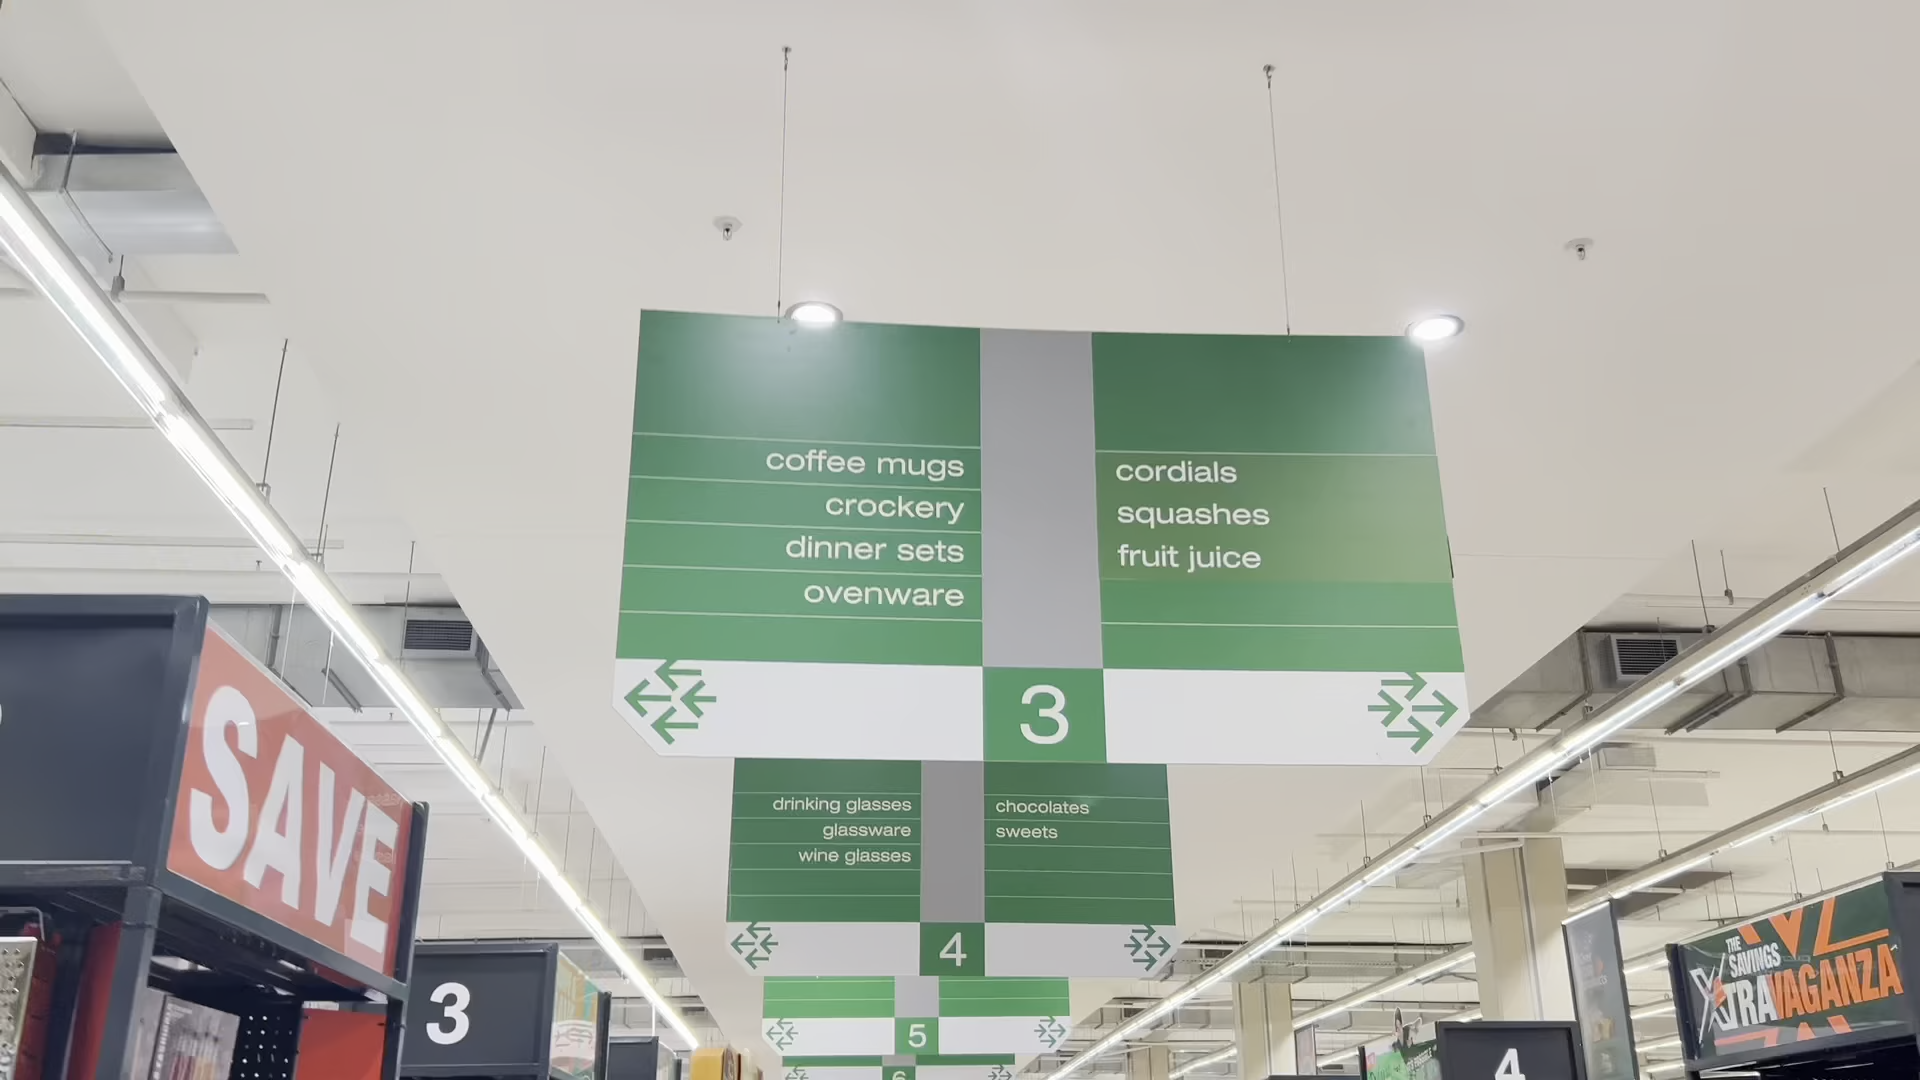 coffee mugs
crockery
dinner sets
ovenware
cordials
squashes
fruit juice
3
drinking glasses
glassware
wine glasses
chocolates
sweets
4
5
6
SAVE
3
4
THE
SAVINGS
XTRAVAGANZA